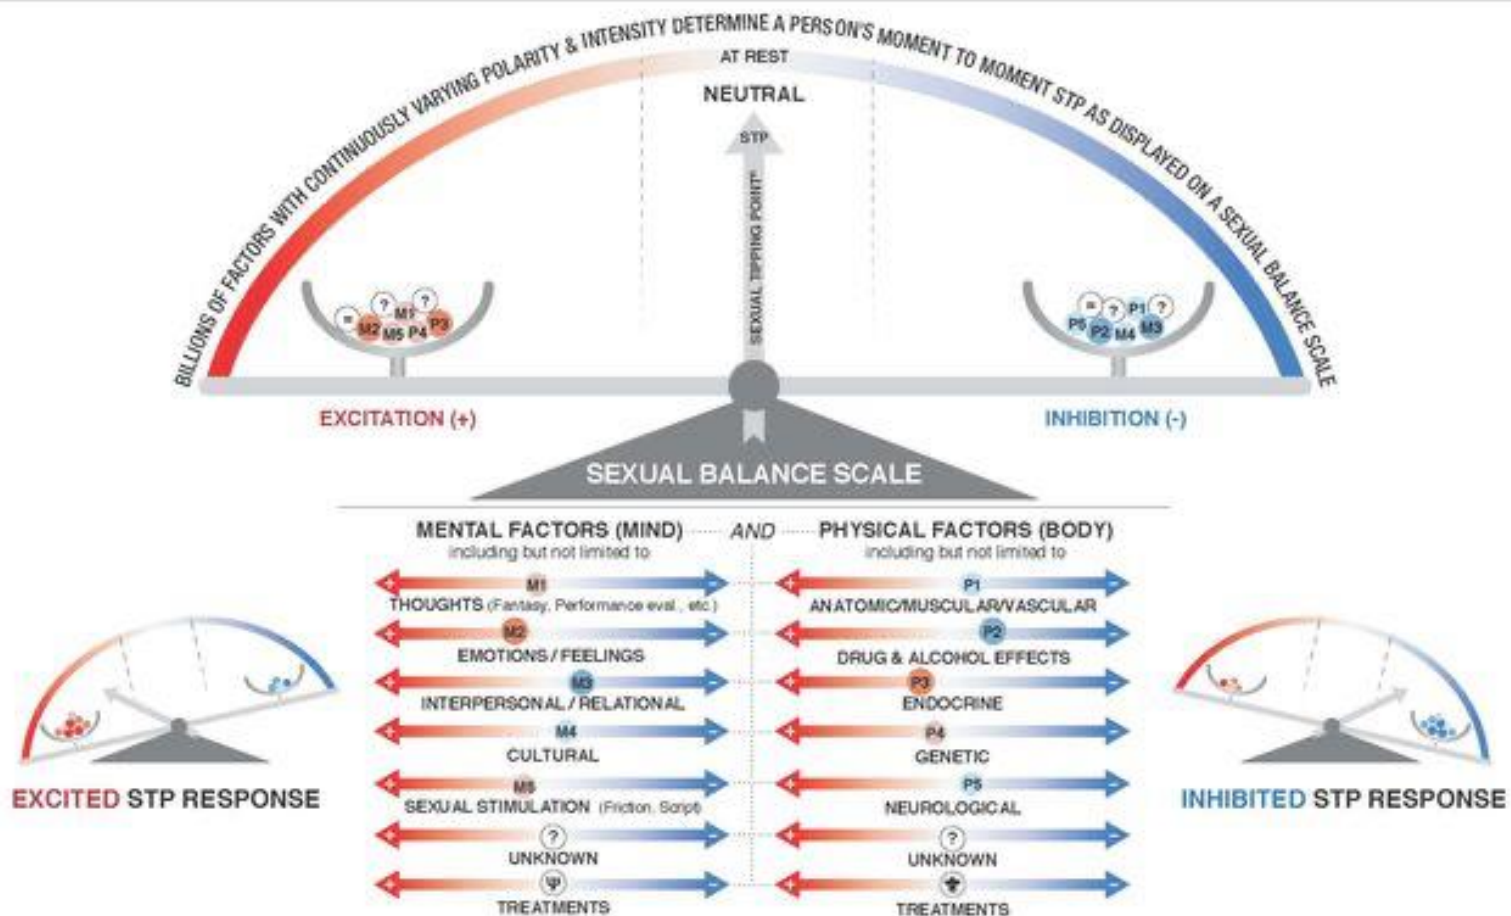 BILLIONS OF FACTORS WITH CONTINUOUSLY VARYING POLARITY & INTENSITY DETERMINE A PERSON'S MOMENT TO MOMENT STP AS DISPLAYED ON A SEXUAL BALANCE SCALE
AT REST
NEUTRAL
STP
SEXUAL TIPPING POINT®
= ? M1 ?
M2 M5 P4 P3
= ? P1 ?
P5 P2 M4 M3
EXCITATION (+)
INHIBITION (-)
SEXUAL BALANCE SCALE
MENTAL FACTORS (MIND) AND PHYSICAL FACTORS (BODY)
including but not limited to
including but not limited to
+ M1 -
+ P1 -
THOUGHTS (Fantasy, Performance eval., etc.)
ANATOMIC/MUSCULAR/VASCULAR
+ M2 -
+ P2 -
EMOTIONS / FEELINGS
DRUG & ALCOHOL EFFECTS
+ M3 -
+ P3 -
INTERPERSONAL / RELATIONAL
ENDOCRINE
+ M4 -
+ P4 -
CULTURAL
GENETIC
+ M5 -
+ P5 -
SEXUAL STIMULATION (Friction, Script)
NEUROLOGICAL
+ ? -
+ ? -
UNKNOWN
UNKNOWN
+ Ψ -
+ -
TREATMENTS
TREATMENTS
EXCITED STP RESPONSE
INHIBITED STP RESPONSE